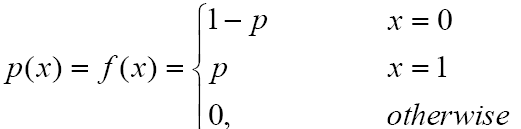 1 − p x = 0
p(x) = f(x) = { p x = 1
0, otherwise